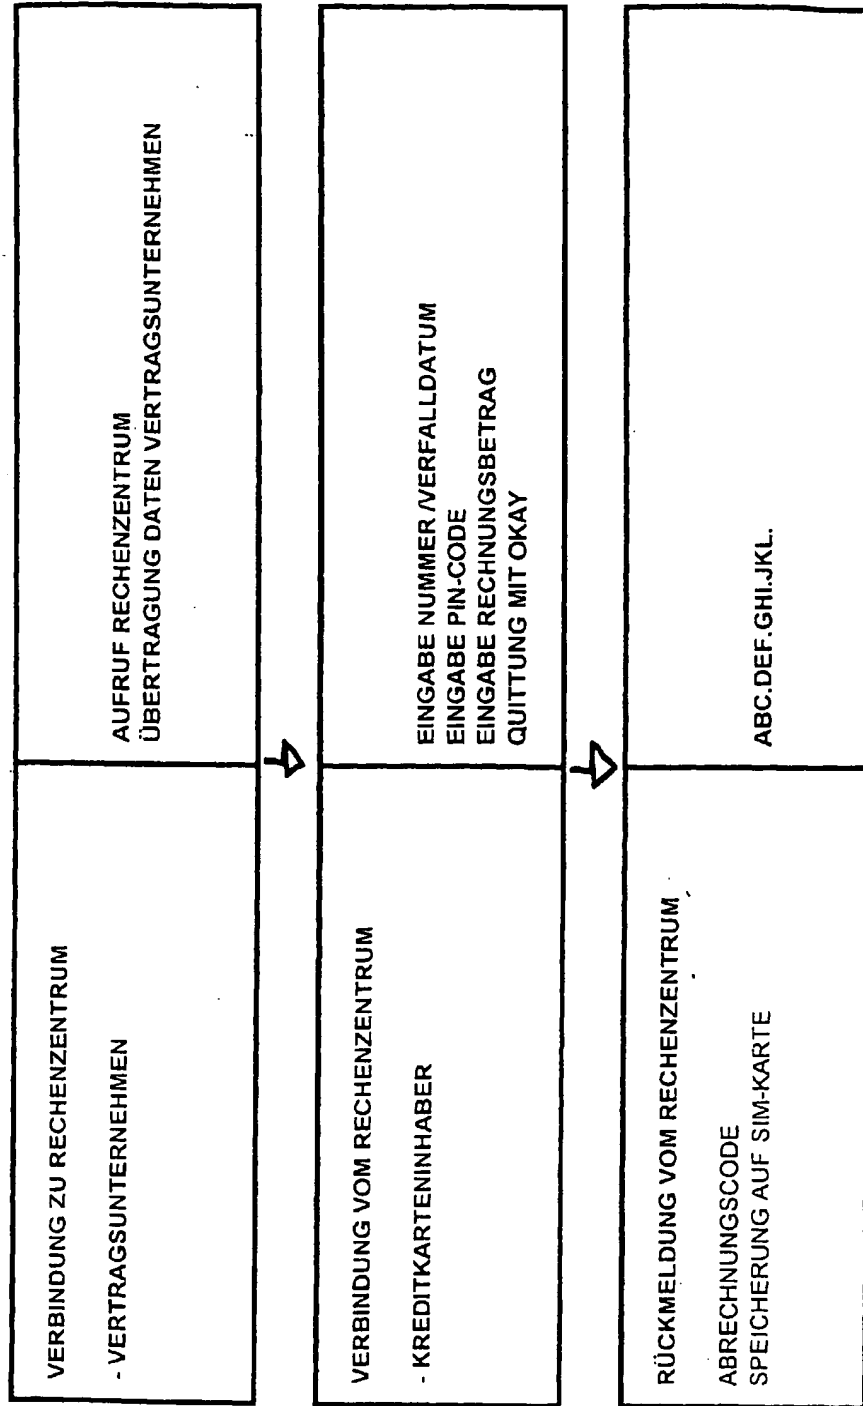 VERBINDUNG ZU RECHENZENTRUM
- VERTRAGSUNTERNEHMEN
AUFRUF RECHENZENTRUM
ÜBERTRAGUNG DATEN VERTRAGSUNTERNEHMEN
VERBINDUNG VOM RECHENZENTRUM
- KREDITKARTENINHABER
EINGABE NUMMER /VERFALLDATUM
EINGABE PIN-CODE
EINGABE RECHNUNGSBETRAG
QUITTUNG MIT OKAY
RÜCKMELDUNG VOM RECHENZENTRUM
ABRECHNUNGSCODE
SPEICHERUNG AUF SIM-KARTE
ABC.DEF.GHI.JKL.